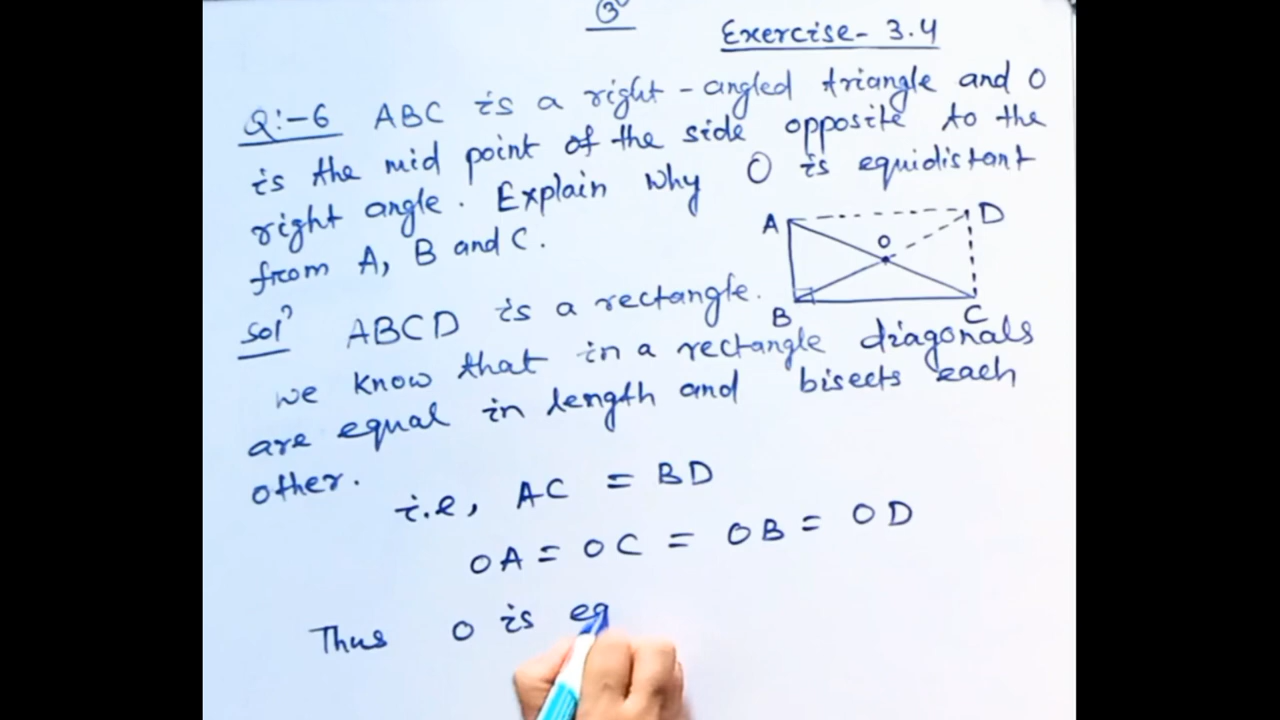 3
Exercise - 3.4
Q:-6 ABC is a right-angled triangle and O
is the mid point of the side opposite to the
right angle. Explain why O is equidistant
from A, B and C.
A D
O
B C
Sol? ABCD is a rectangle.
we know that in a rectangle diagonals
are equal in length and bisects each
other.
i.e, AC = BD
OA = OC = OB = OD
Thus O is eq